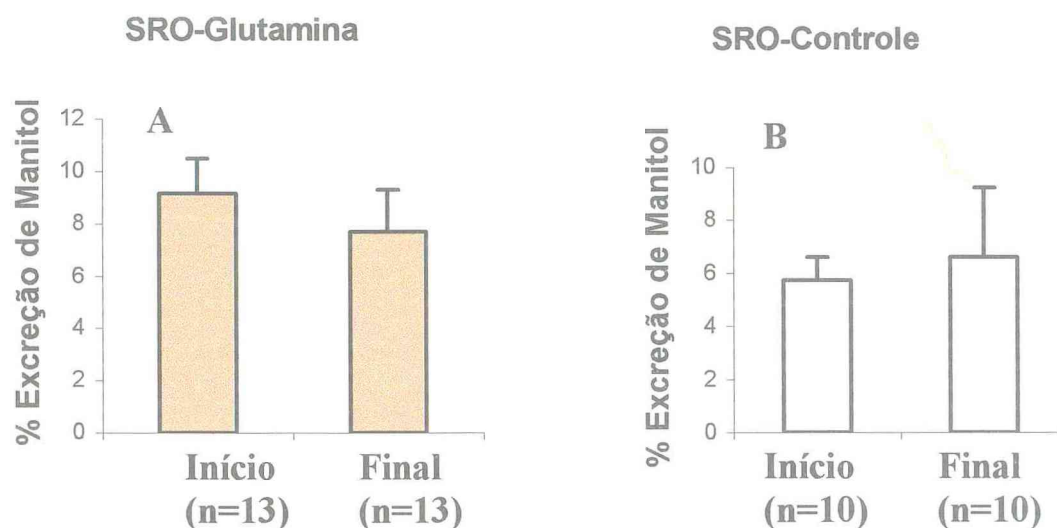 SRO-Glutamina
% Excreção de Manitol
A
12
10
8
6
4
2
0
Início
(n=13)
Final
(n=13)
SRO-Controle
% Excreção de Manitol
B
10
8
6
4
2
0
Início
(n=10)
Final
(n=10)